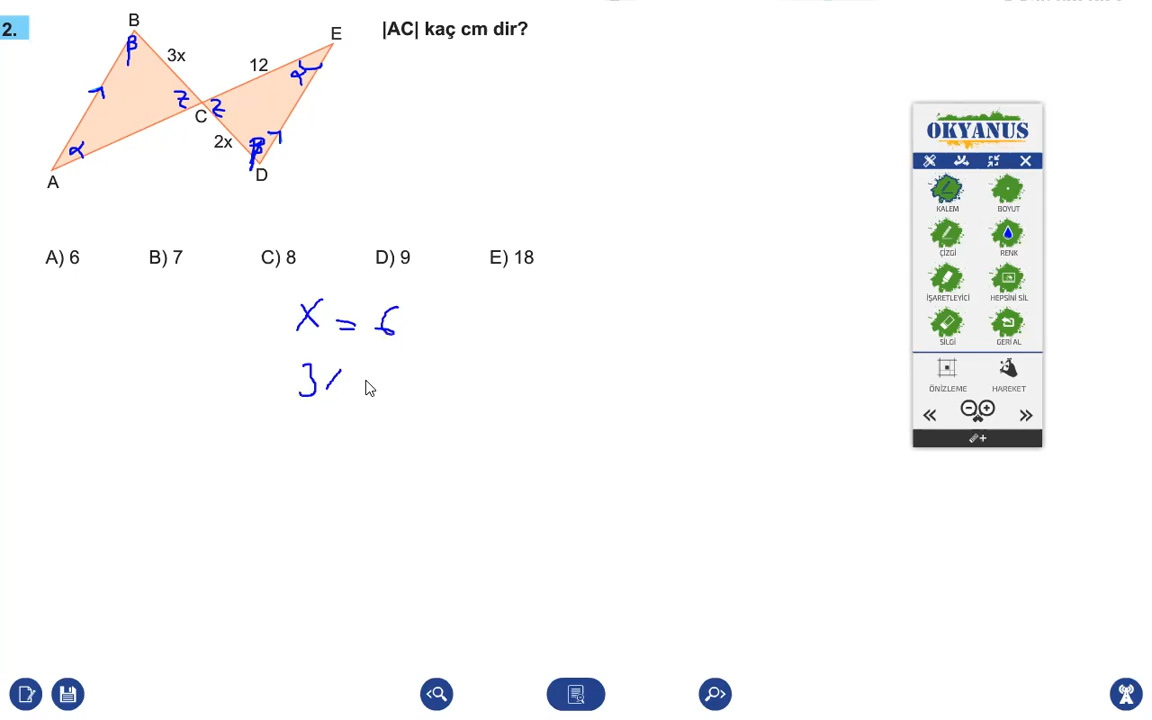 2.
|AC| kaç cm dir?
B
E
3x
12
β
α
z
z
C
2x
β
α
D
A
A) 6 B) 7 C) 8 D) 9 E) 18
x = 6
3
OKYANUS
KALEM BOYUT
ÇİZGİ RENK
İŞARETLEYİCİ HEPSİNİ SİL
SİLGİ GERİ AL
ÖNİZLEME HAREKET